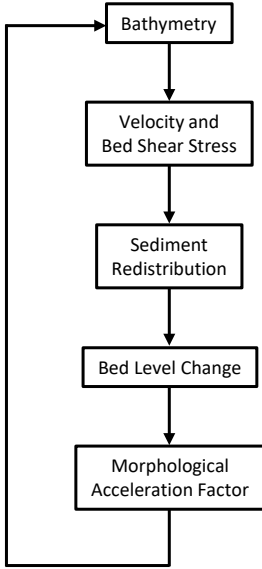 Bathymetry
Velocity and
Bed Shear Stress
Sediment
Redistribution
Bed Level Change
Morphological
Acceleration Factor